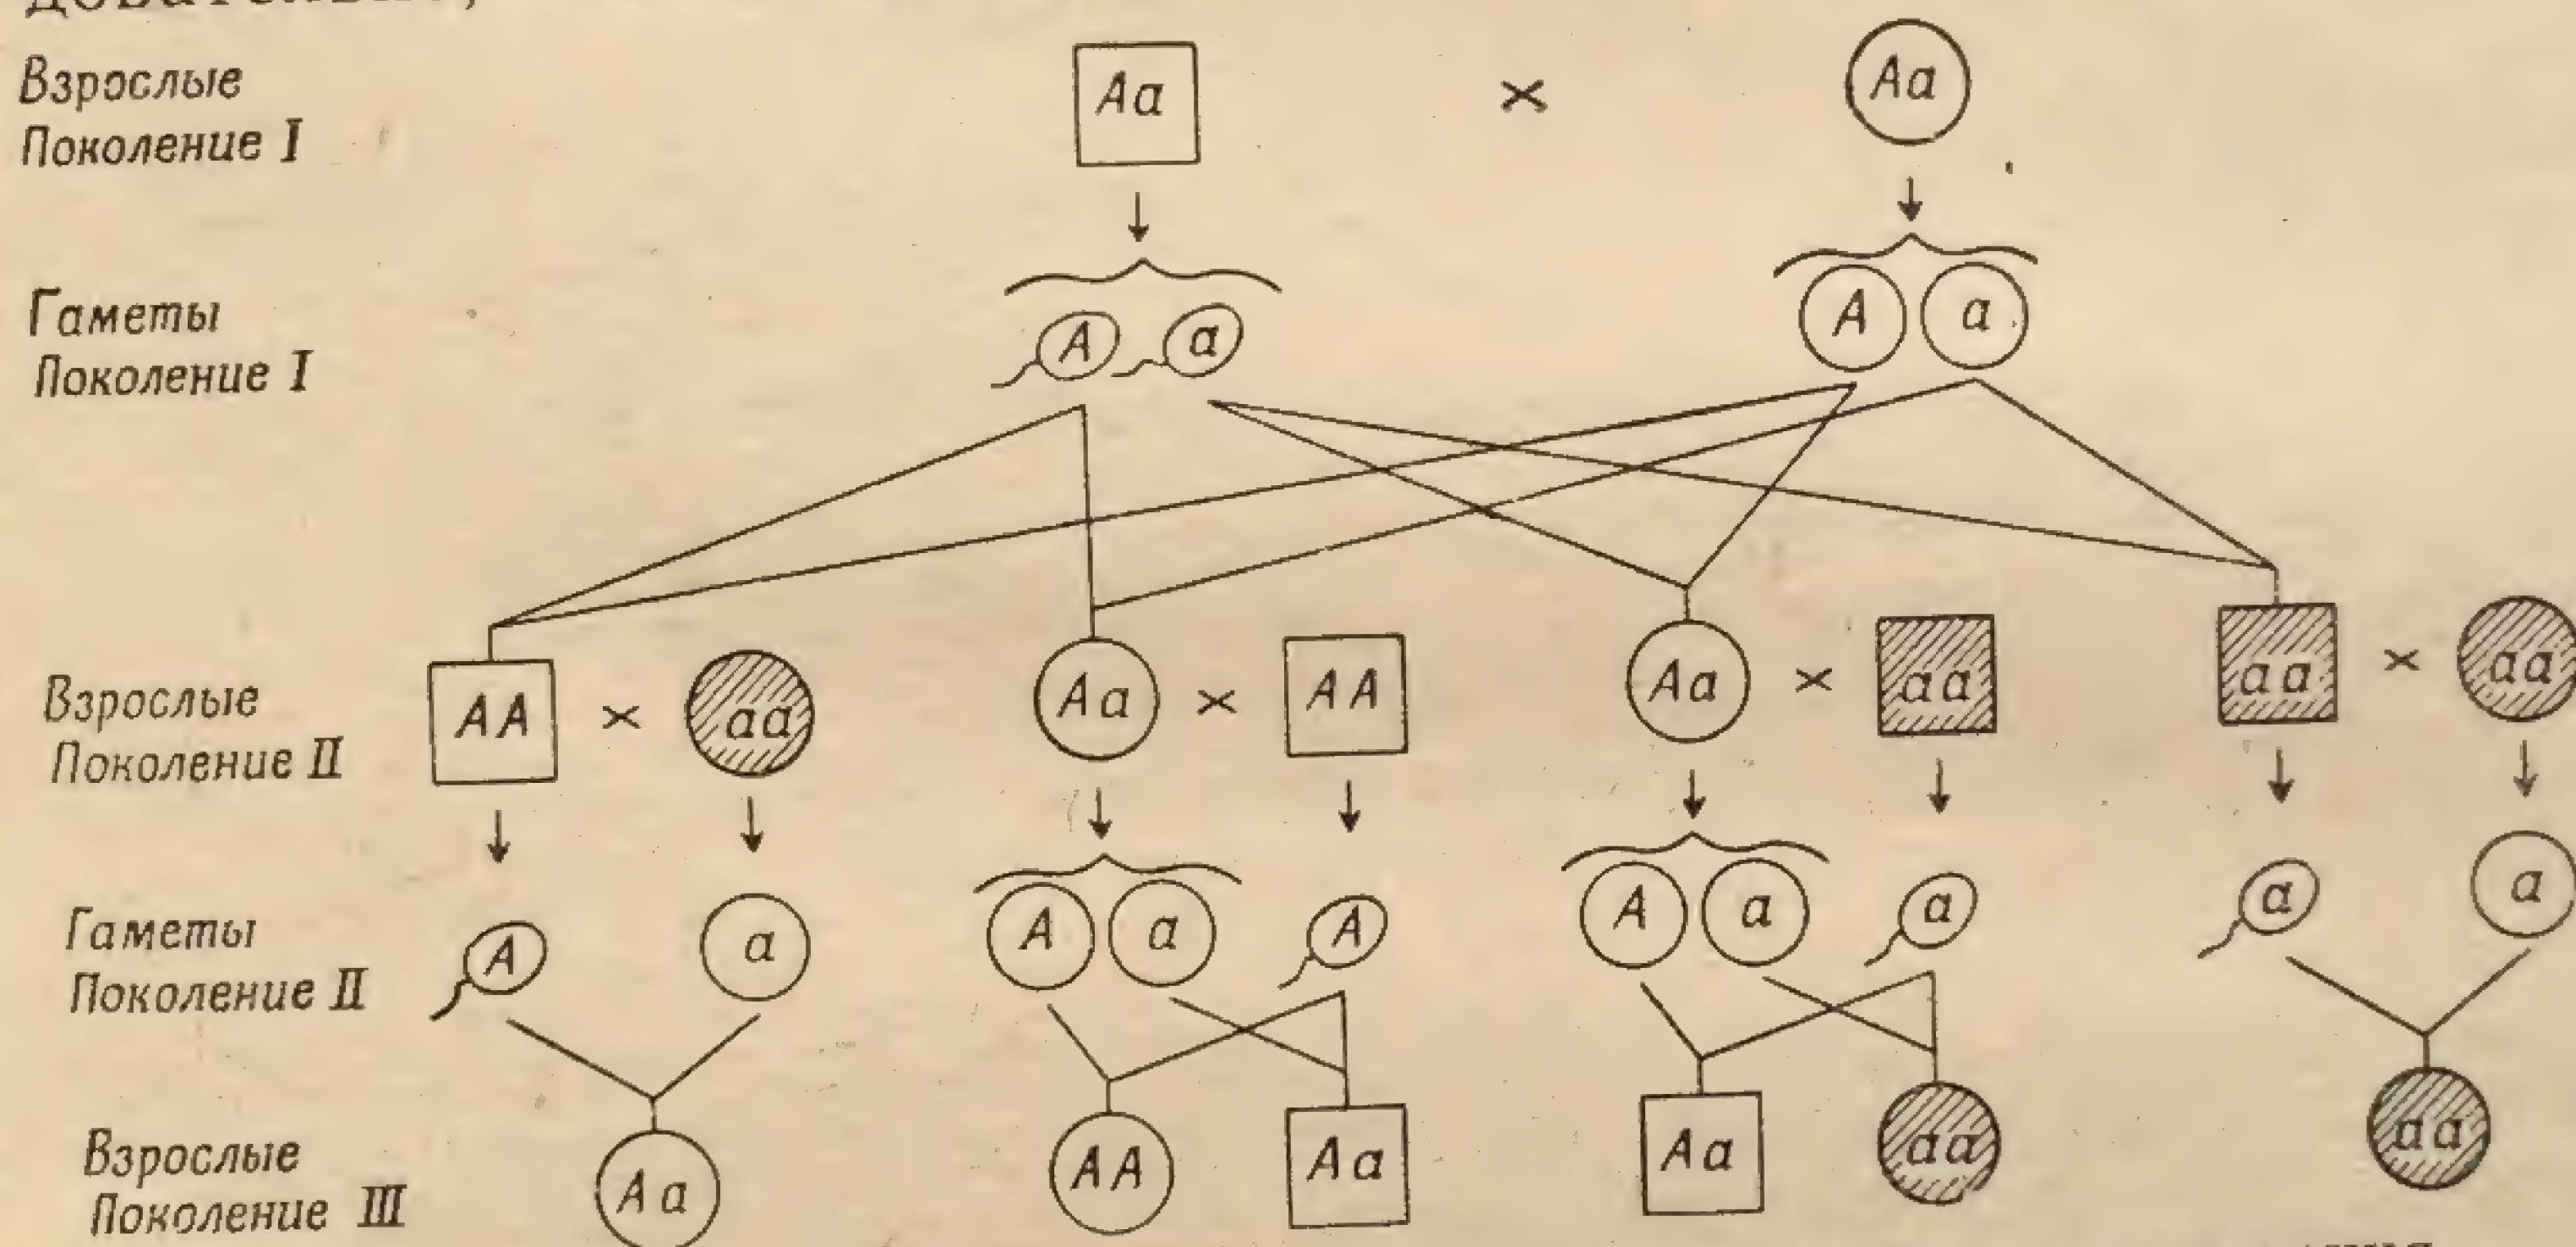 Взрослые
Поколение I
Aa × Aa
Гаметы
Поколение I
A a A a
Взрослые
Поколение II
AA × aa Aa × AA Aa × aa aa × aa
Гаметы
Поколение II
A a A a A A a a a a
Взрослые
Поколение III
Aa AA Aa Aa aa aa